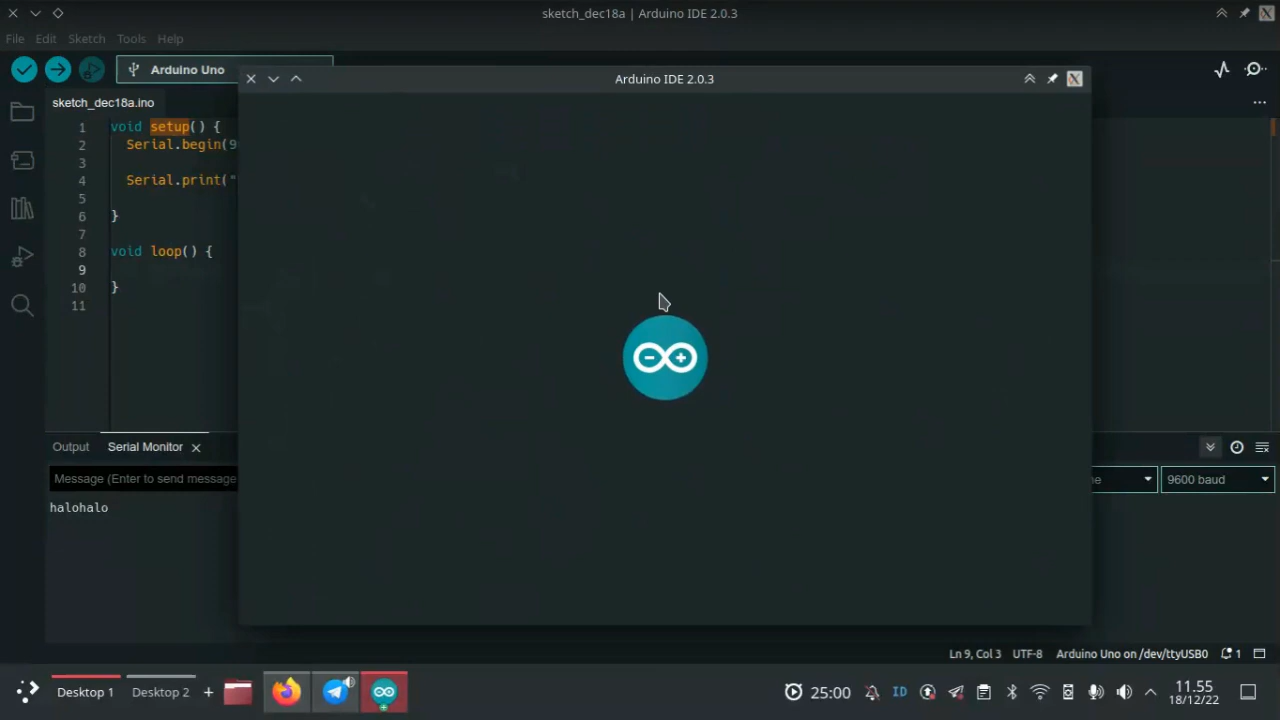 sketch_dec18a | Arduino IDE 2.0.3
File Edit Sketch Tools Help
Arduino Uno
Arduino IDE 2.0.3
sketch_dec18a.ino
1 void setup() {
2 Serial.begin(9
3
4 Serial.print("
5
6 }
7
8 void loop() {
9
10 }
11
Output Serial Monitor
Message (Enter to send message
ne
9600 baud
halohalo
Ln 9, Col 3 UTF-8 Arduino Uno on /dev/ttyUSB0 1
Desktop 1 Desktop 2 + 25:00 ID 11.55
18/12/22